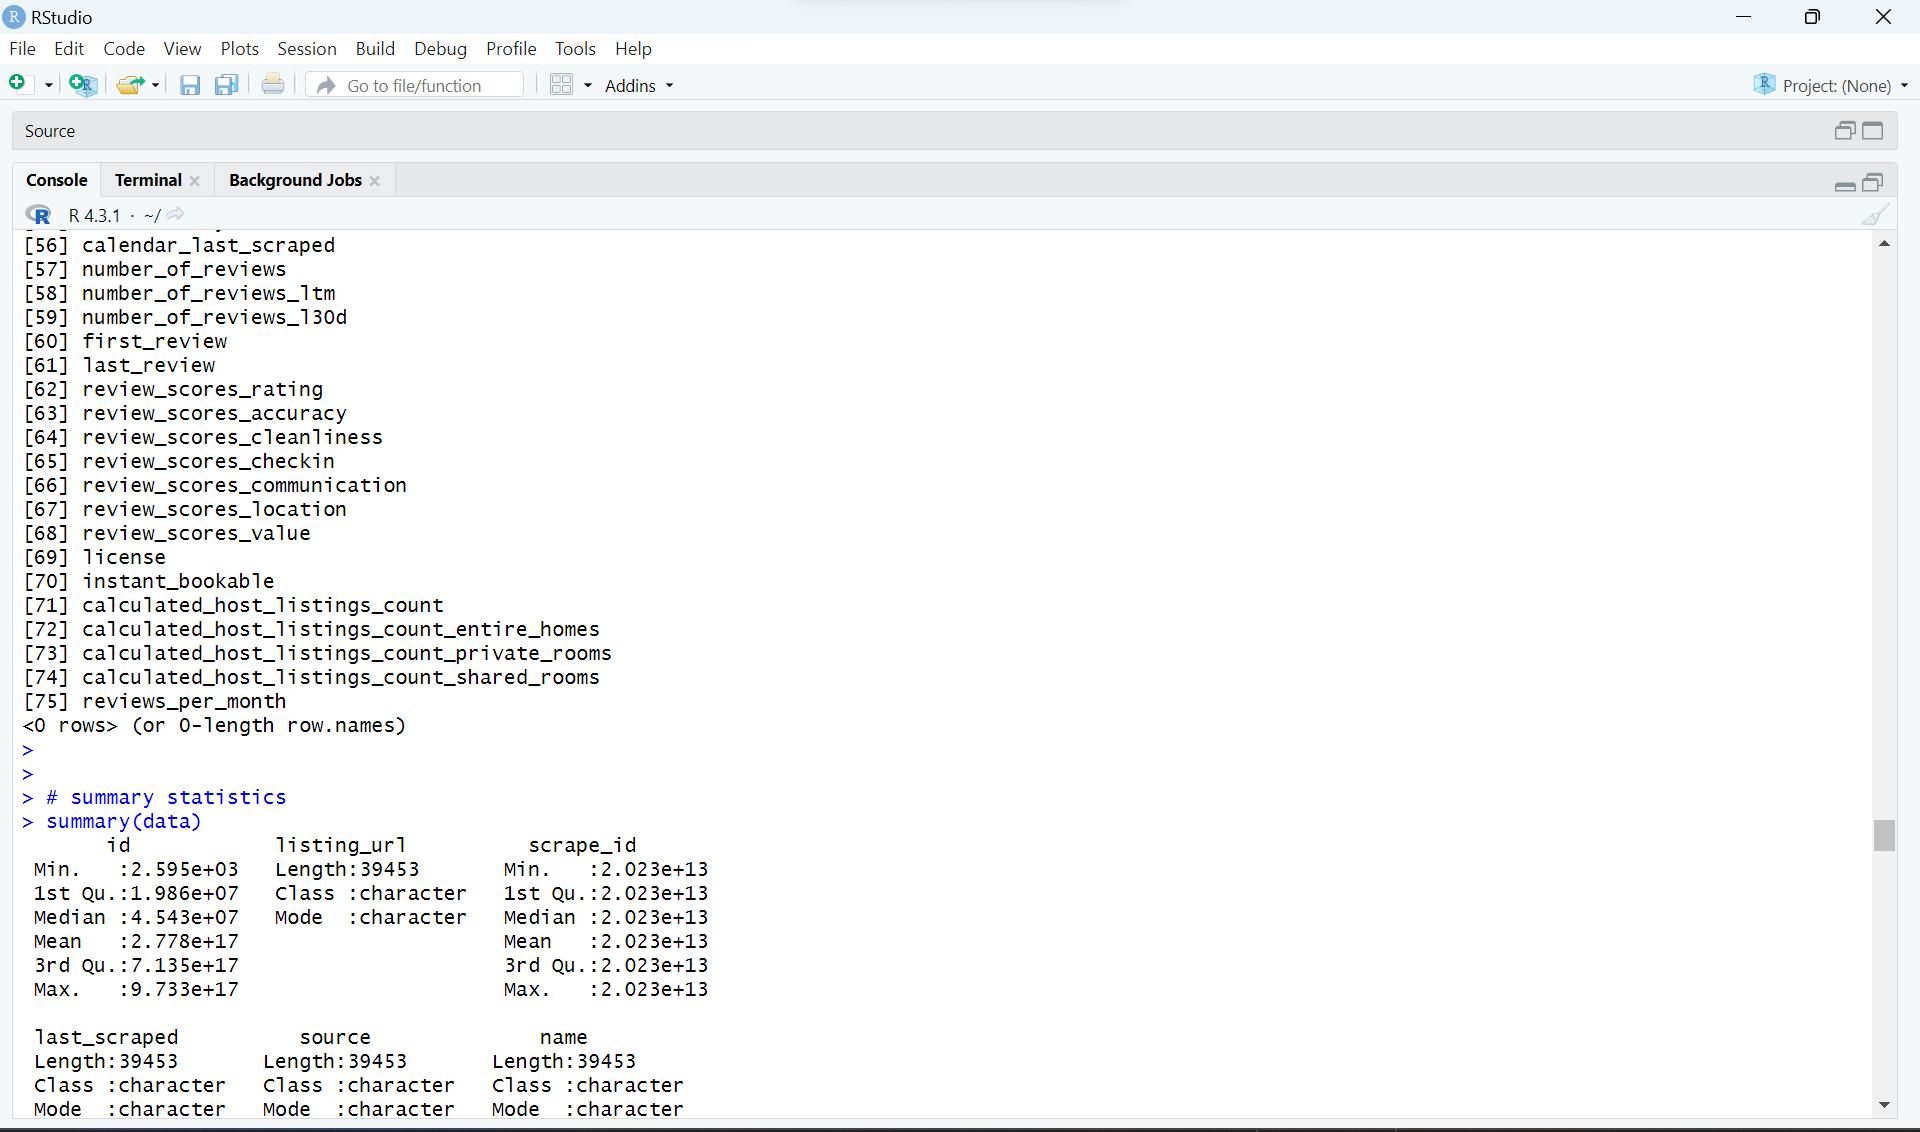 RStudio
File Edit Code View Plots Session Build Debug Profile Tools Help
Go to file/function Addins Project: (None)
Source
Console Terminal Background Jobs
R 4.3.1 · ~/
[56] calendar_last_scraped
[57] number_of_reviews
[58] number_of_reviews_ltm
[59] number_of_reviews_l30d
[60] first_review
[61] last_review
[62] review_scores_rating
[63] review_scores_accuracy
[64] review_scores_cleanliness
[65] review_scores_checkin
[66] review_scores_communication
[67] review_scores_location
[68] review_scores_value
[69] license
[70] instant_bookable
[71] calculated_host_listings_count
[72] calculated_host_listings_count_entire_homes
[73] calculated_host_listings_count_private_rooms
[74] calculated_host_listings_count_shared_rooms
[75] reviews_per_month
<0 rows> (or 0-length row.names)
>
>
> # summary statistics
> summary(data)
id listing_url scrape_id
Min. :2.595e+03 Length:39453 Min. :2.023e+13
1st Qu.:1.986e+07 Class :character 1st Qu.:2.023e+13
Median :4.543e+07 Mode :character Median :2.023e+13
Mean :2.778e+17 Mean :2.023e+13
3rd Qu.:7.135e+17 3rd Qu.:2.023e+13
Max. :9.733e+17 Max. :2.023e+13
last_scraped source name
Length:39453 Length:39453 Length:39453
Class :character Class :character Class :character
Mode :character Mode :character Mode :character